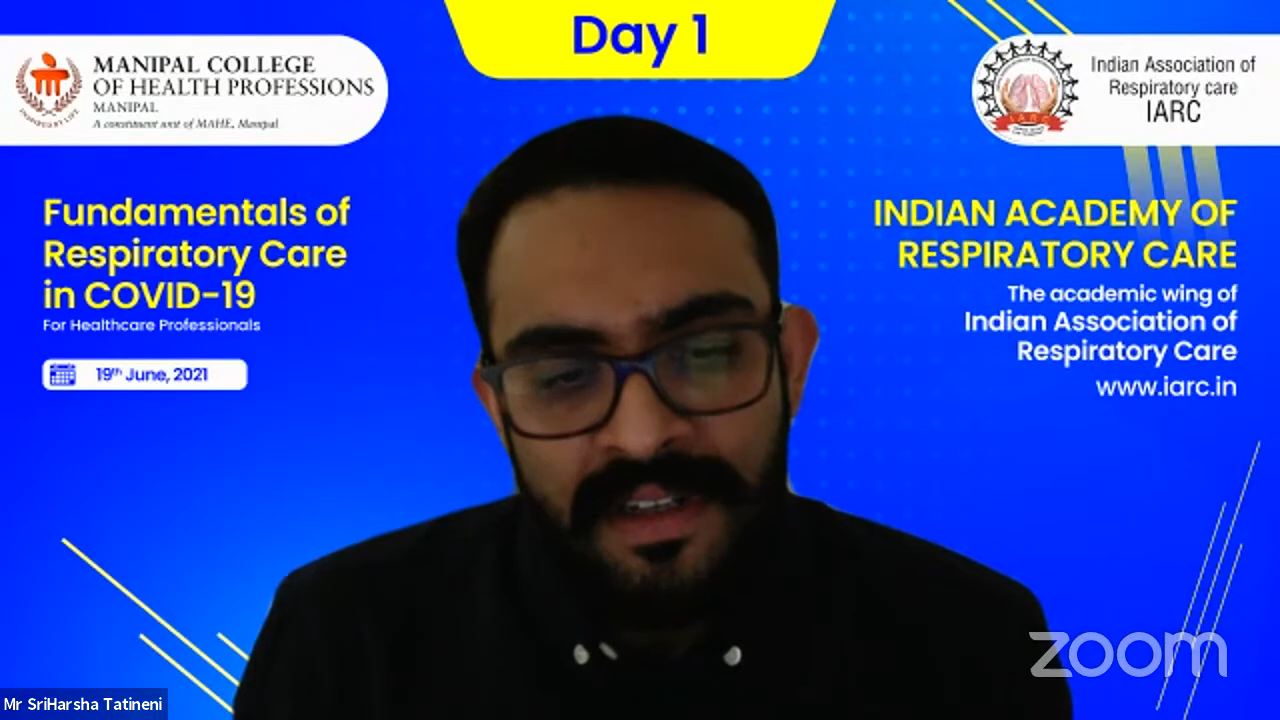 Day 1
MANIPAL COLLEGE
OF HEALTH PROFESSIONS
MANIPAL
A constituent unit of MAHE, Manipal
Indian Association of
Respiratory care
IARC
Fundamentals of
Respiratory Care
in COVID-19
For Healthcare Professionals
19th June, 2021
INDIAN ACADEMY OF
RESPIRATORY CARE
The academic wing of
Indian Association of
Respiratory Care
www.iarc.in
zoom
Mr SriHarsha Tatineni